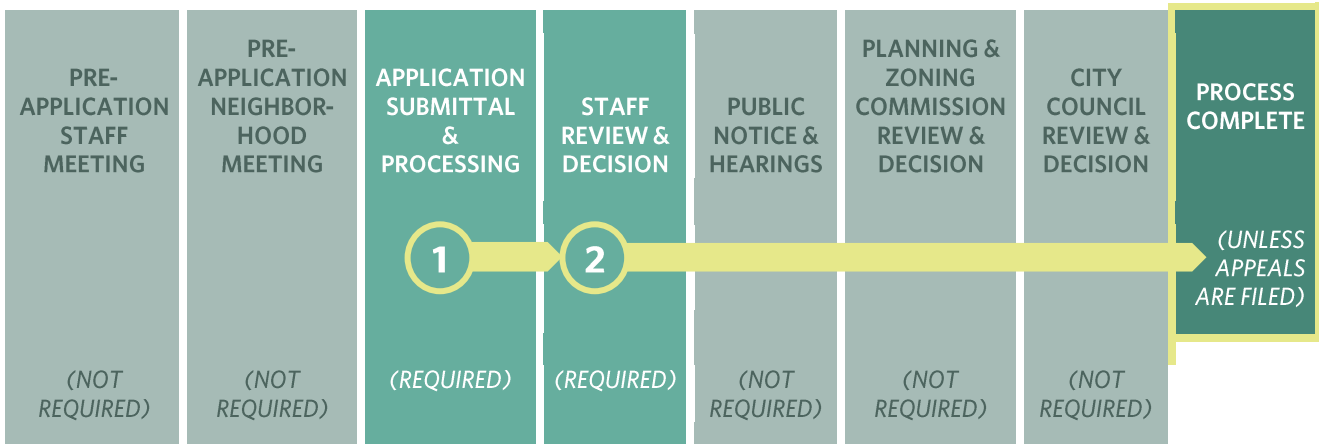 PRE-
APPLICATION
STAFF
MEETING
(NOT
REQUIRED)
PRE-
APPLICATION
NEIGHBOR-
HOOD
MEETING
(NOT
REQUIRED)
APPLICATION
SUBMITTAL
&
PROCESSING
1
(REQUIRED)
STAFF
REVIEW &
DECISION
2
(REQUIRED)
PUBLIC
NOTICE &
HEARINGS
(NOT
REQUIRED)
PLANNING &
ZONING
COMMISSION
REVIEW &
DECISION
(NOT
REQUIRED)
CITY
COUNCIL
REVIEW &
DECISION
(NOT
REQUIRED)
PROCESS
COMPLETE
(UNLESS
APPEALS
ARE FILED)